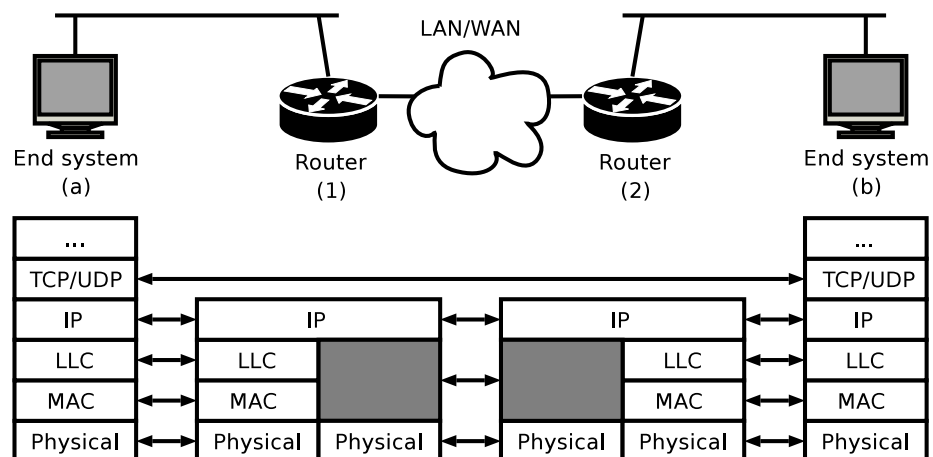 LAN/WAN
End system
(a)
Router
(1)
Router
(2)
End system
(b)
...
...
TCP/UDP
TCP/UDP
IP
IP
IP
IP
LLC
LLC
LLC
LLC
MAC
MAC
MAC
MAC
Physical
Physical
Physical
Physical
Physical
Physical